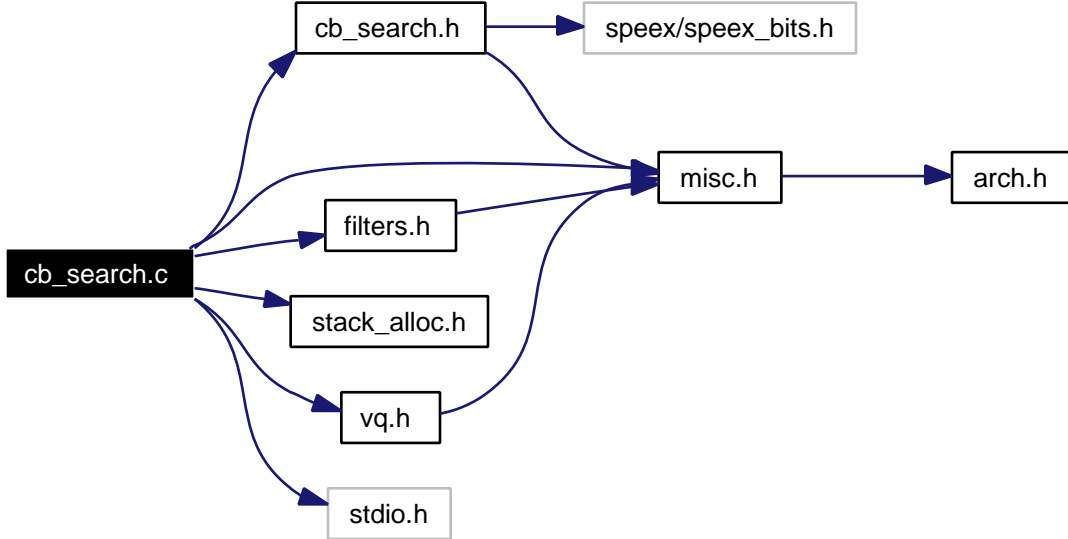 cb_search.h
speex/speex_bits.h
misc.h
arch.h
filters.h
cb_search.c
stack_alloc.h
vq.h
stdio.h